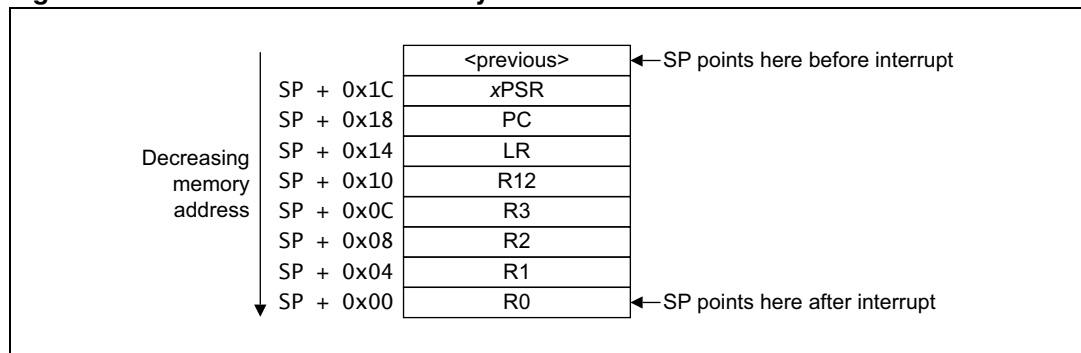 <previous> SP points here before interrupt
SP + 0x1C xPSR
SP + 0x18 PC
SP + 0x14 LR
SP + 0x10 R12
SP + 0x0C R3
SP + 0x08 R2
SP + 0x04 R1
SP + 0x00 R0 SP points here after interrupt
Decreasing
memory
address